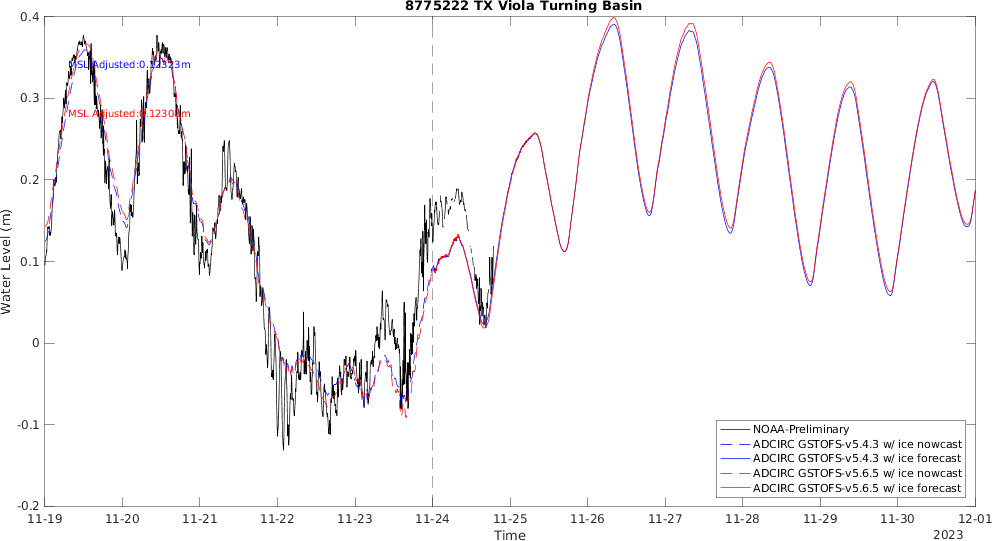 8775222 TX Viola Turning Basin
Water Level (m)
0.4
0.3
0.2
0.1
0
-0.1
-0.2
MSL Adjusted:0.12323m
MSL Adjusted:0.12302m
NOAA-Preliminary
ADCIRC GSTOFS-v5.4.3 w/ ice nowcast
ADCIRC GSTOFS-v5.4.3 w/ ice forecast
ADCIRC GSTOFS-v5.6.5 w/ ice nowcast
ADCIRC GSTOFS-v5.6.5 w/ ice forecast
11-19 11-20 11-21 11-22 11-23 11-24 11-25 11-26 11-27 11-28 11-29 11-30 12-01
Time
2023